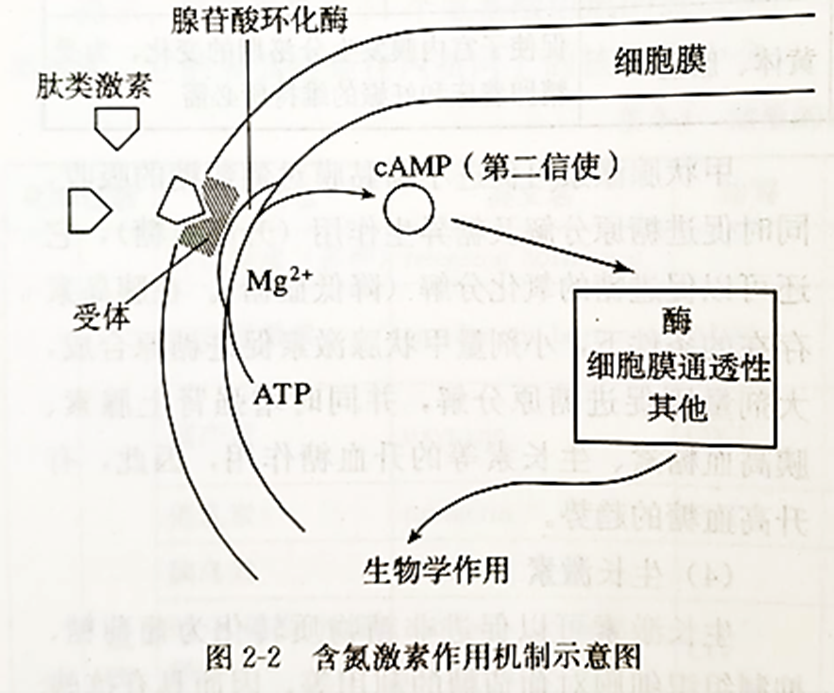 腺苷酸环化酶
细胞膜
肽类激素
cAMP（第二信使）
Mg²⁺
受体
ATP
酶
细胞膜通透性
其他
生物学作用
图 2-2 含氮激素作用机制示意图